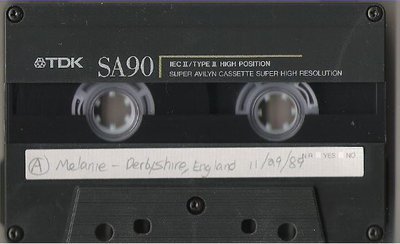 TDK SA90 IEC II/TYPE II HIGH POSITION
SUPER AVILYN CASSETTE SUPER HIGH RESOLUTION
A Melanie - Derbyshire, England 11/29/89 N.R YES NO